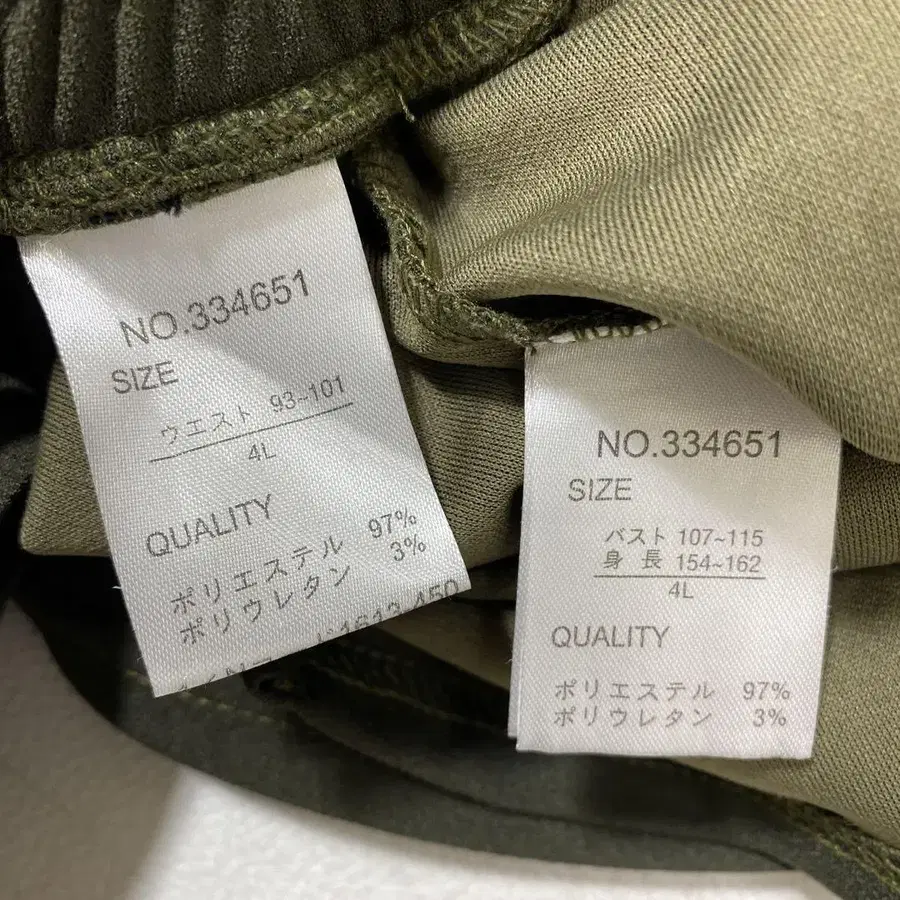 NO.334651
SIZE
ウエスト 93~101
4L
QUALITY
ポリエステル 97%
ポリウレタン 3%
1613-450
NO.334651
SIZE
バスト 107~115
身長 154~162
4L
QUALITY
ポリエステル 97%
ポリウレタン 3%